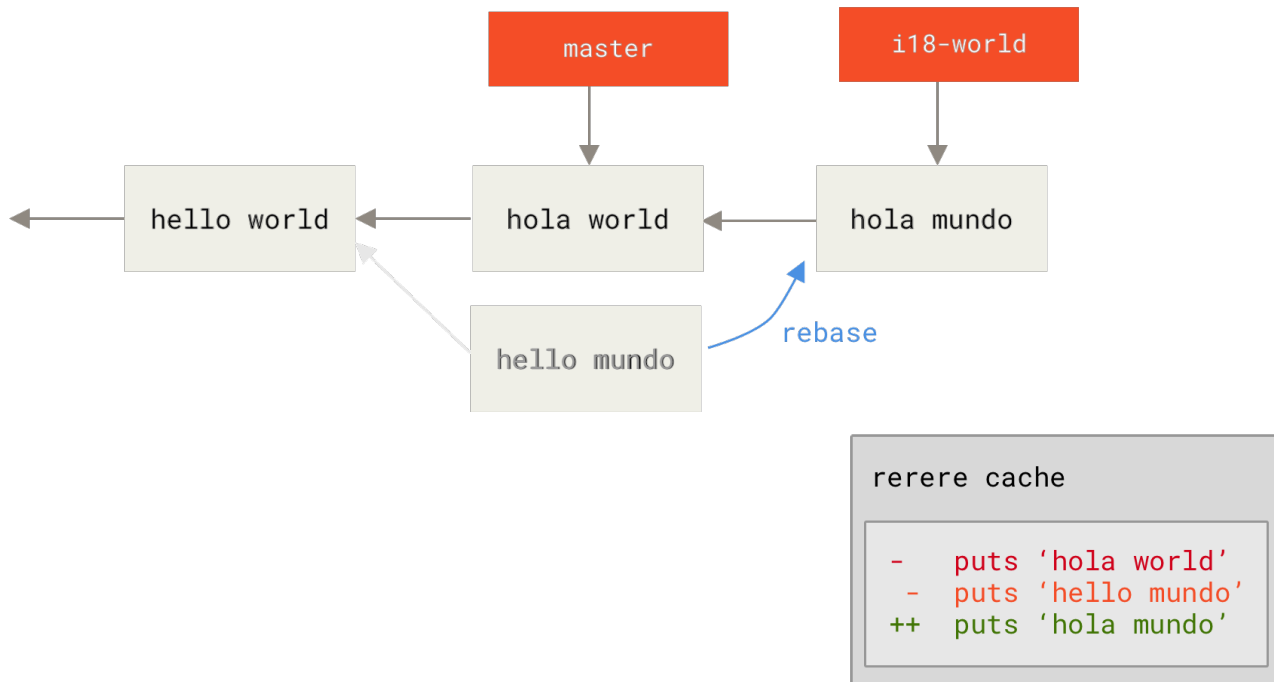 master
i18-world
hello world
hola world
hola mundo
hello mundo
rebase
rerere cache
-   puts ‘hola world’
 -  puts ‘hello mundo’
++  puts ‘hola mundo’